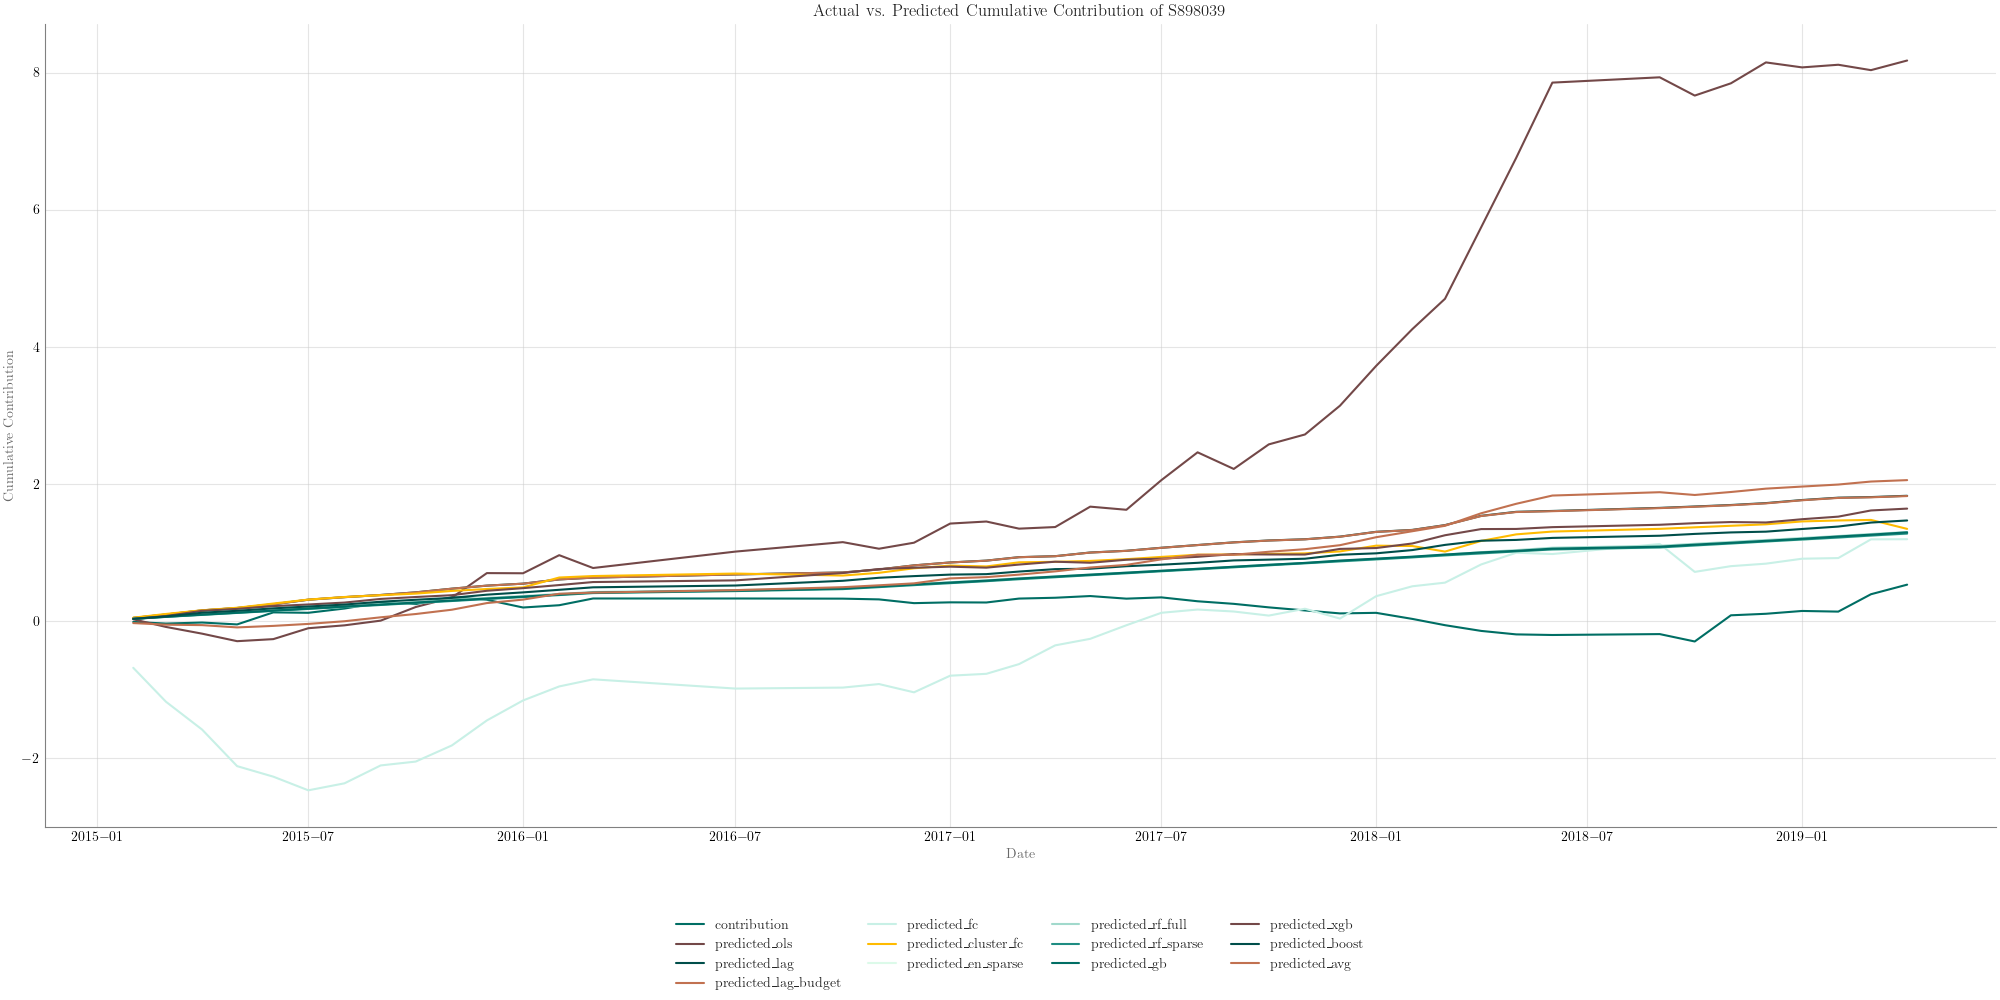 Actual vs. Predicted Cumulative Contribution of S898039
Cumulative Contribution
8
6
4
2
0
−2
2015−01
2015−07
2016−01
2016−07
2017−01
2017−07
2018−01
2018−07
2019−01
Date
contribution
predicted_ols
predicted_lag
predicted_lag_budget
predicted_fc
predicted_cluster_fc
predicted_en_sparse
predicted_rf_full
predicted_rf_sparse
predicted_gb
predicted_xgb
predicted_boost
predicted_avg